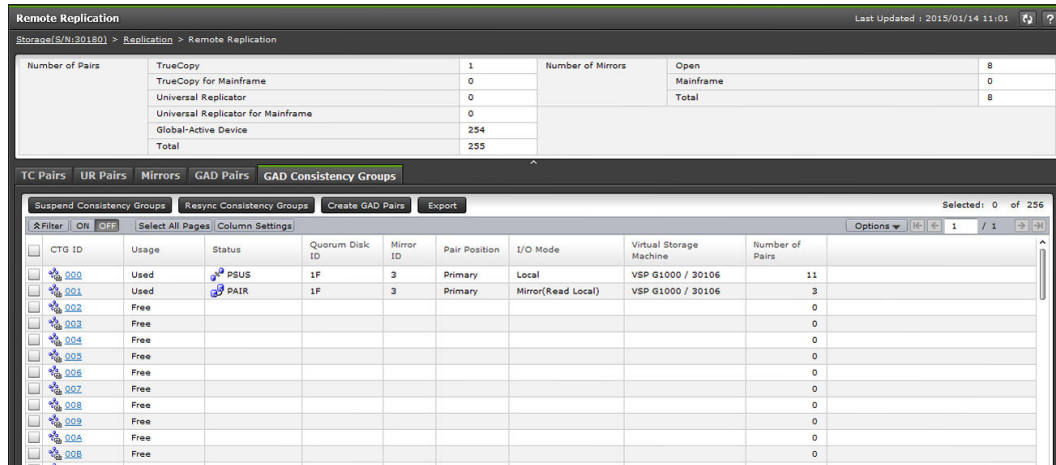 Remote Replication Last Updated : 2015/01/14 11:01 ?
Storage(S/N:30180) > Replication > Remote Replication
Number of Pairs TrueCopy 1 Number of Mirrors Open 8
TrueCopy for Mainframe 0 Mainframe 0
Universal Replicator 0 Total 8
Universal Replicator for Mainframe 0
Global-Active Device 254
Total 255
TC Pairs UR Pairs Mirrors GAD Pairs GAD Consistency Groups
Suspend Consistency Groups Resync Consistency Groups Create GAD Pairs Export Selected: 0 of 256
Filter ON OFF Select All Pages Column Settings Options 1 / 1
CTG ID Usage Status Quorum Disk ID Mirror ID Pair Position I/O Mode Virtual Storage Machine Number of Pairs
000 Used PSUS 1F 3 Primary Local VSP G1000 / 30106 11
001 Used PAIR 1F 3 Primary Mirror(Read Local) VSP G1000 / 30106 3
002 Free 0
003 Free 0
004 Free 0
005 Free 0
006 Free 0
007 Free 0
008 Free 0
009 Free 0
00A Free 0
00B Free 0